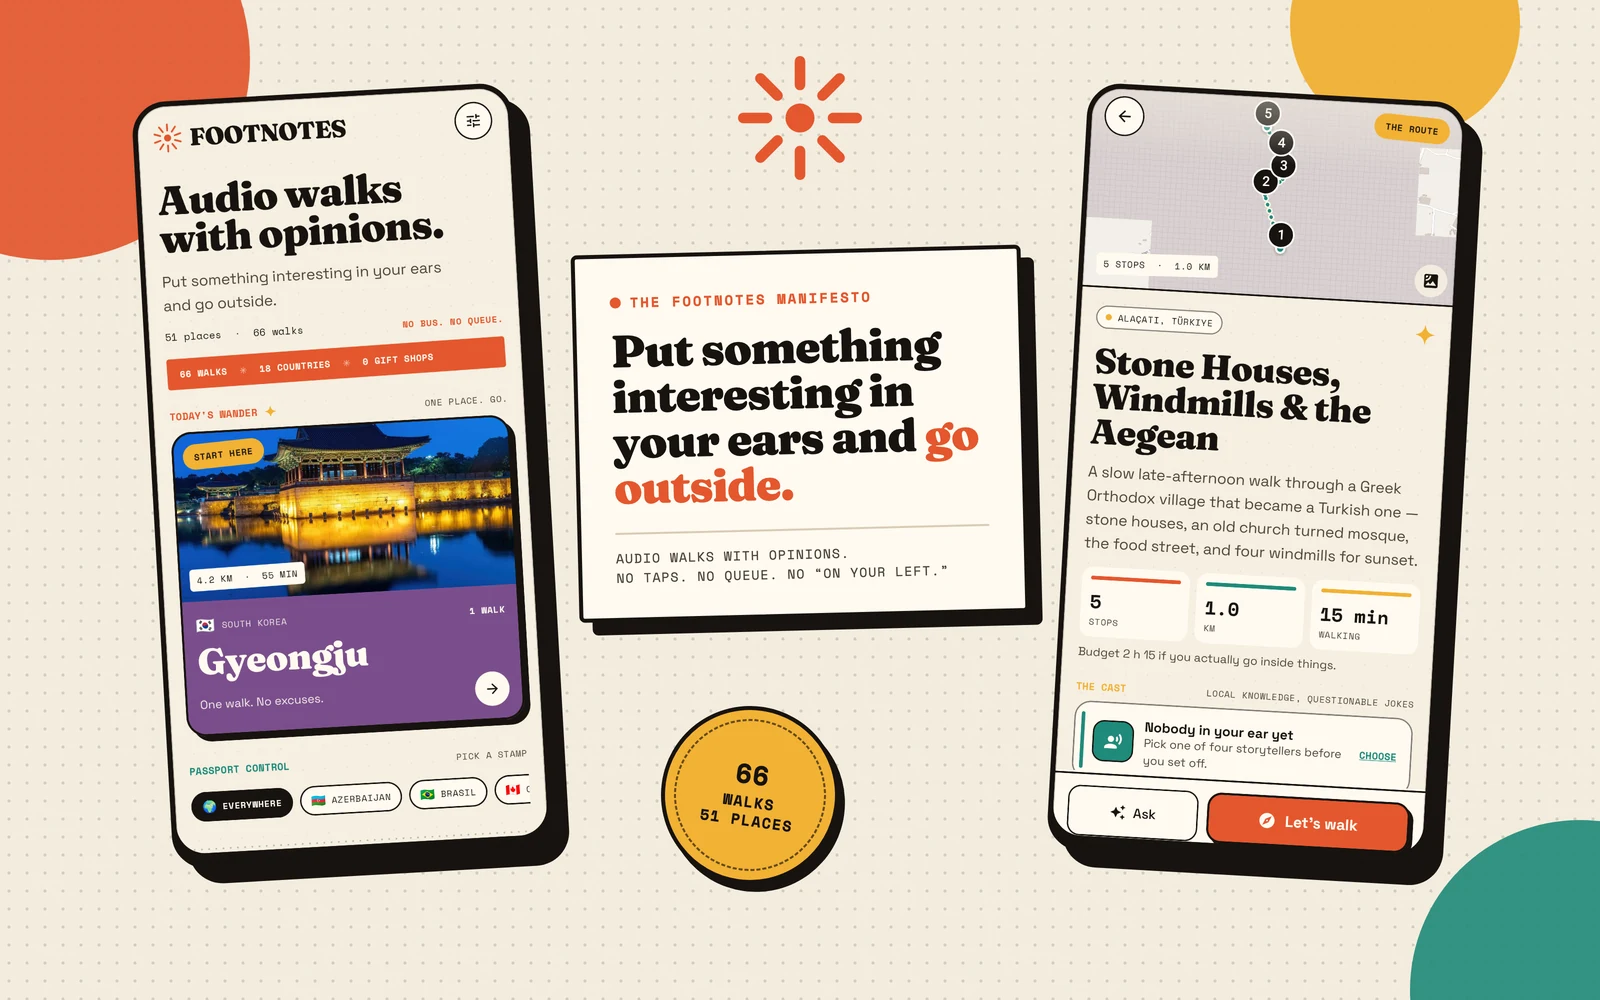 FOOTNOTES
Audio walks
with opinions.
Put something interesting in your ears
and go outside.
51 places · 66 walks
NO BUS. NO QUEUE.
66 WALKS ✳ 18 COUNTRIES ✳ 0 GIFT SHOPS
TODAY'S WANDER
ONE PLACE. GO.
START HERE
4.2 KM · 55 MIN
SOUTH KOREA
1 WALK
Gyeongju
One walk. No excuses.
PASSPORT CONTROL
PICK A STAMP
EVERYWHERE
AZERBAIJAN
BRASIL
THE FOOTNOTES MANIFESTO
Put something
interesting in
your ears and go
outside.
AUDIO WALKS WITH OPINIONS.
NO TAPS. NO QUEUE. NO “ON YOUR LEFT.”
66
WALKS
51 PLACES
5
4
3
2
1
THE ROUTE
5 STOPS · 1.0 KM
ALAÇATI, TÜRKIYE
Stone Houses,
Windmills & the
Aegean
A slow late-afternoon walk through a Greek
Orthodox village that became a Turkish one —
stone houses, an old church turned mosque,
the food street, and four windmills for sunset.
5
STOPS
1.0
KM
15 min
WALKING
Budget 2 h 15 if you actually go inside things.
THE CAST
LOCAL KNOWLEDGE, QUESTIONABLE JOKES
Nobody in your ear yet
Pick one of four storytellers before
you set off.
CHOOSE
Ask
Let's walk